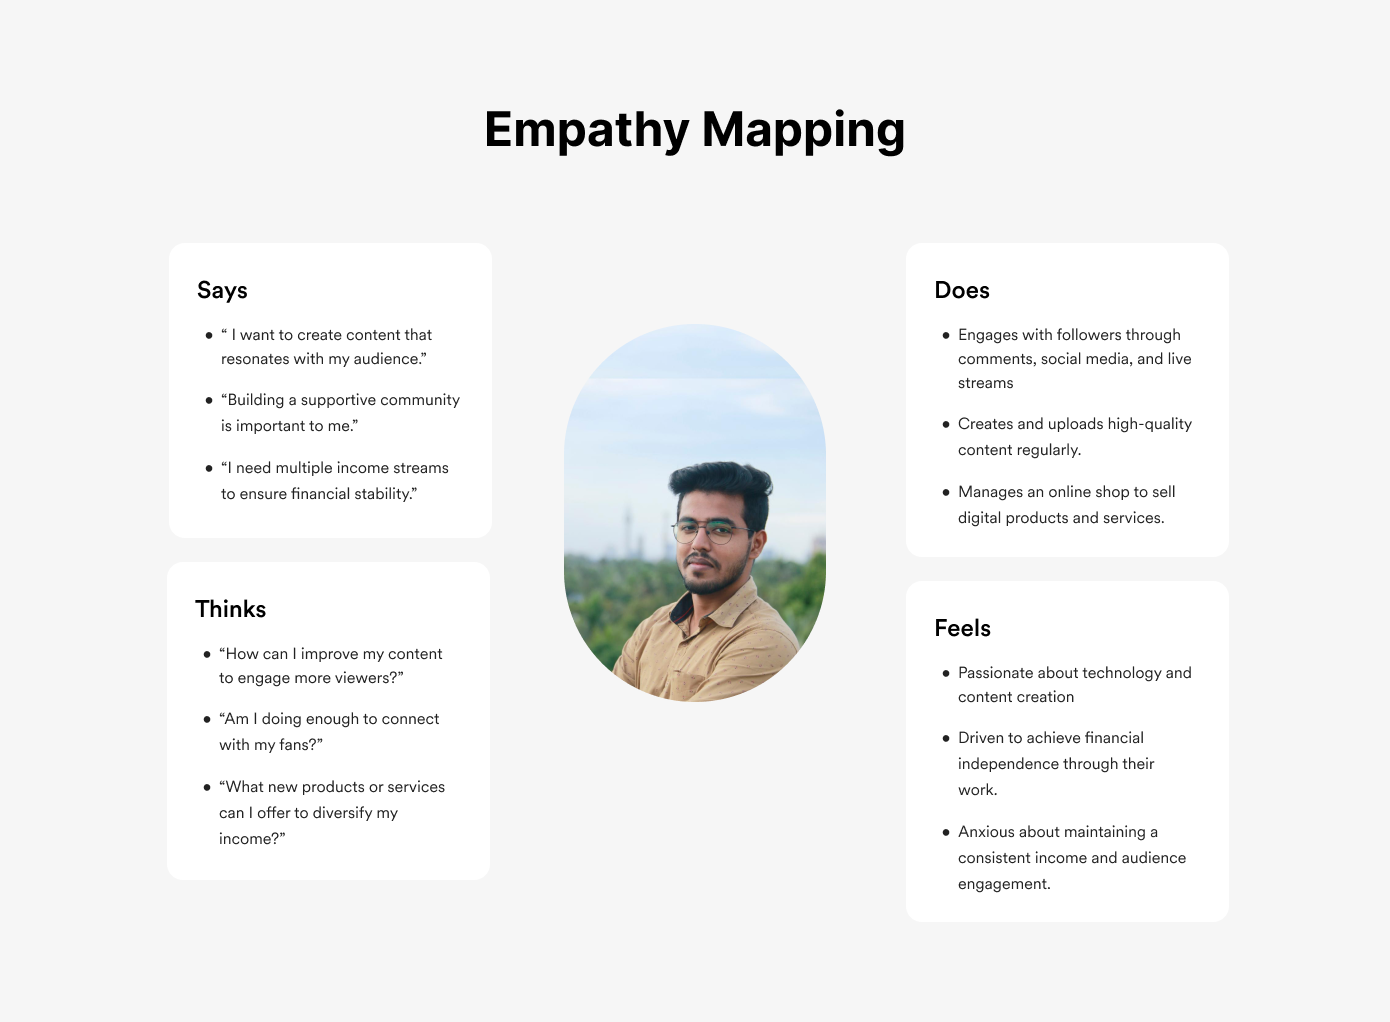 Empathy Mapping
Says
● “ I want to create content that
resonates with my audience.”
● “Building a supportive community
is important to me.”
● “I need multiple income streams
to ensure financial stability.”
Thinks
● “How can I improve my content
to engage more viewers?”
● “Am I doing enough to connect
with my fans?”
● “What new products or services
can I offer to diversify my
income?”
Does
● Engages with followers through
comments, social media, and live
streams
● Creates and uploads high-quality
content regularly.
● Manages an online shop to sell
digital products and services.
Feels
● Passionate about technology and
content creation
● Driven to achieve financial
independence through their
work.
● Anxious about maintaining a
consistent income and audience
engagement.